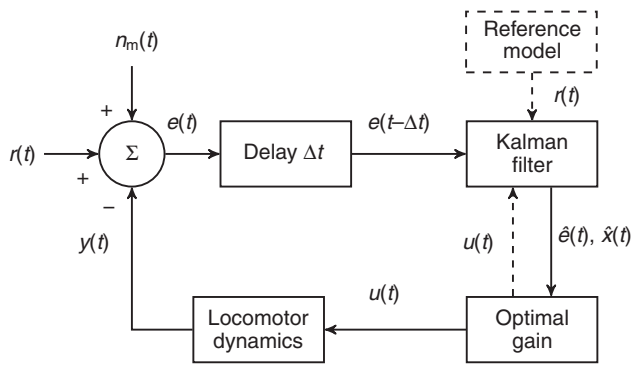 n_m(t)
Reference
model
r(t)
+
e(t)
e(t–Δt)
r(t)
Σ
Delay Δt
Kalman
filter
+
–
y(t)
u(t)
ê(t), x̂(t)
u(t)
Locomotor
dynamics
Optimal
gain